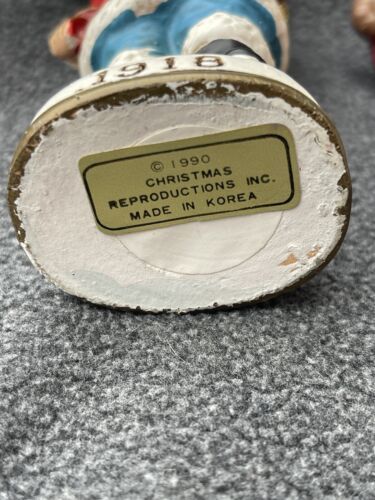 1918
© 1990
CHRISTMAS
REPRODUCTIONS INC.
MADE IN KOREA